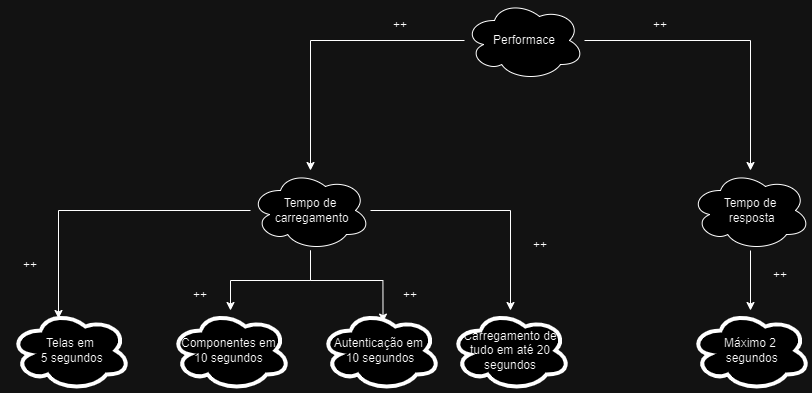 ++
++
Performace
Tempo de
carregamento
Tempo de
resposta
++
++
++
++
++
Telas em
5 segundos
Componentes em
10 segundos
Autenticação em
10 segundos
Carregamento de
tudo em até 20
segundos
Máximo 2
segundos